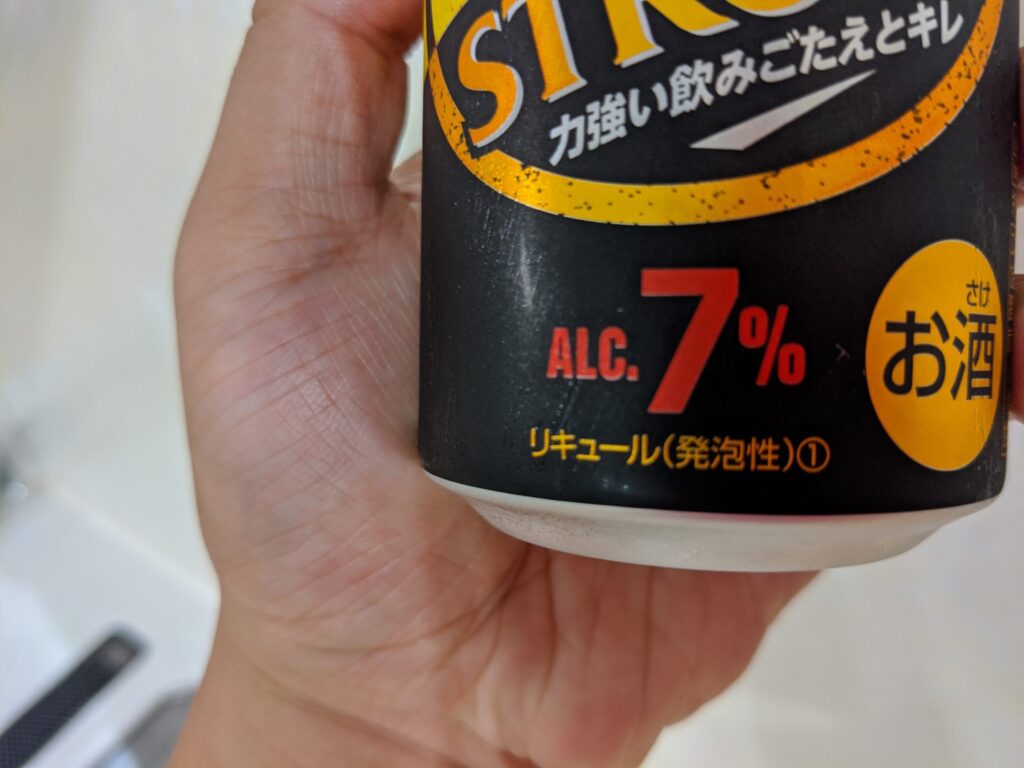 力強い飲みごたえとキレ
ALC.7%
さけ
お酒
リキュール(発泡性)①